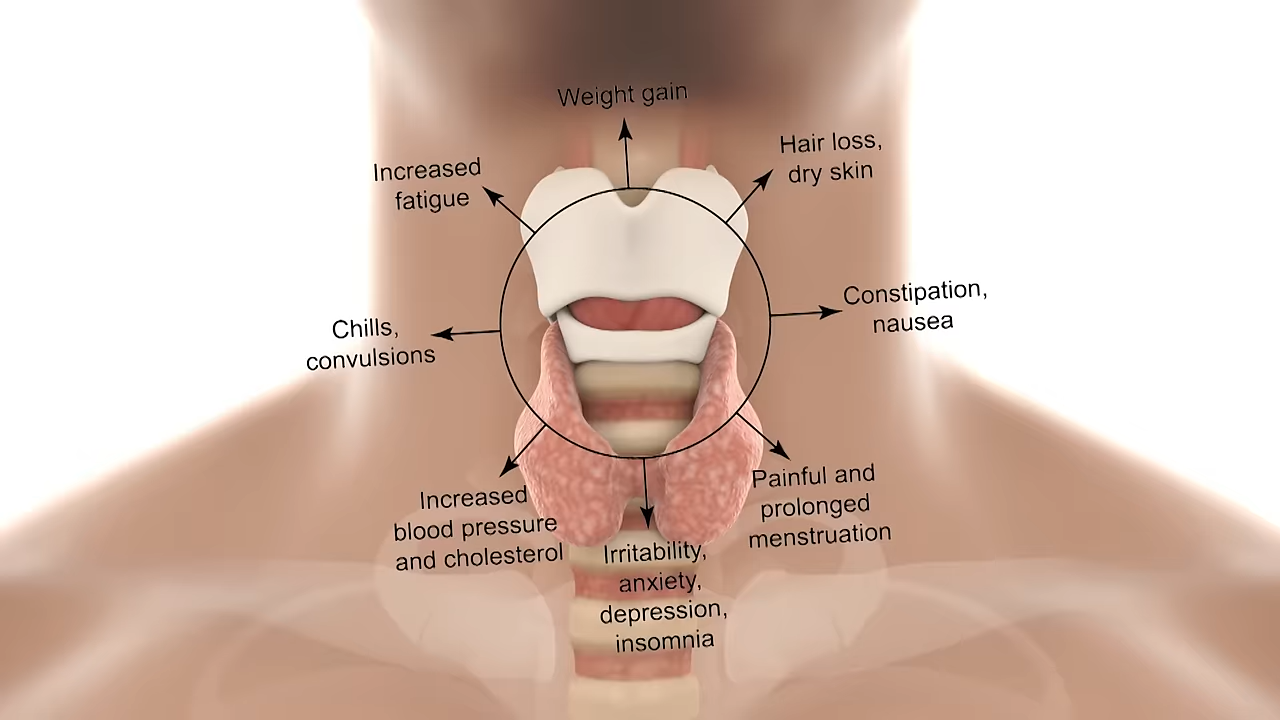 Weight gain
Hair loss,
dry skin
Increased
fatigue
Constipation,
nausea
Chills,
convulsions
Painful and
prolonged
menstruation
Increased
blood pressure
and cholesterol
Irritability,
anxiety,
depression,
insomnia